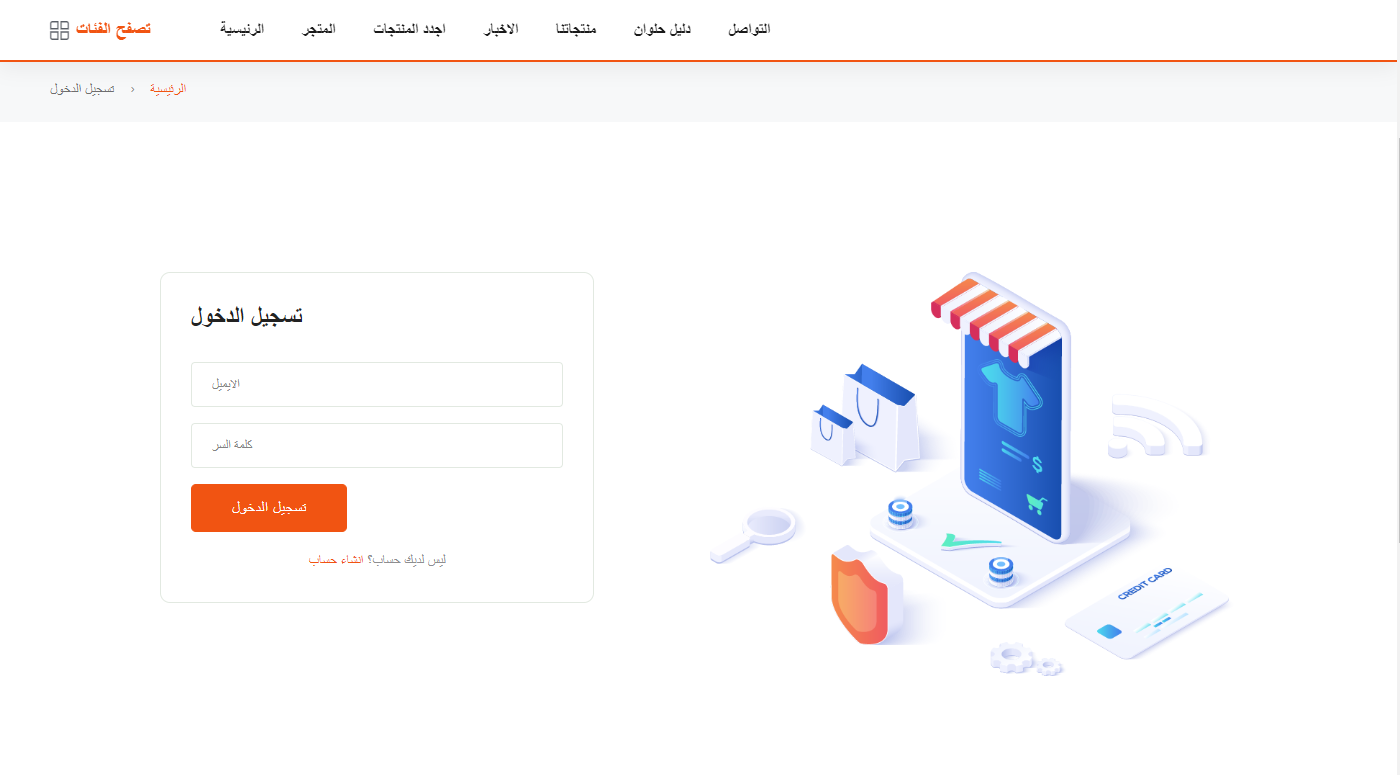 تصفح الفئات
الرئيسية
المتجر
اجدد المنتجات
الاخبار
منتجاتنا
دليل حلوان
التواصل
الرئيسية ‹ تسجيل الدخول
تسجيل الدخول
الايميل
كلمة السر
تسجيل الدخول
ليس لديك حساب؟ انشاء حساب
$
CREDIT CARD